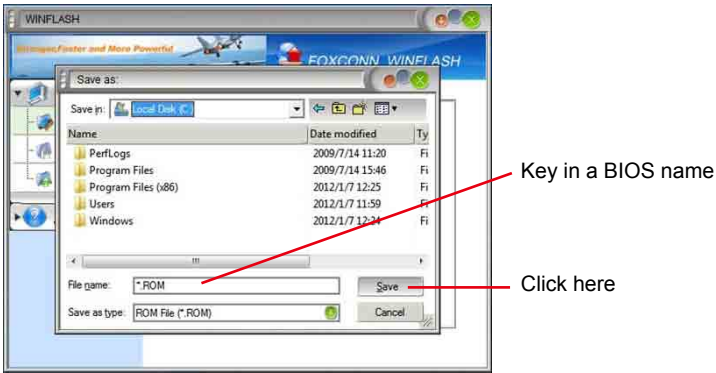 WINFLASH
Stronger,Faster and More Powerful
FOXCONN WINFLASH
Save as:
Save in: Local Disk (C:)
Name Date modified Ty
PerfLogs 2009/7/14 11:20 Fi
Program Files 2009/7/14 15:46 Fi
Program Files (x86) 2012/1/7 12:25 Fi
Users 2012/1/7 11:59 Fi
Windows 2012/1/7 12:24 Fi
File name: *.ROM Save
Save as type: ROM File (*.ROM) Cancel
Key in a BIOS name
Click here